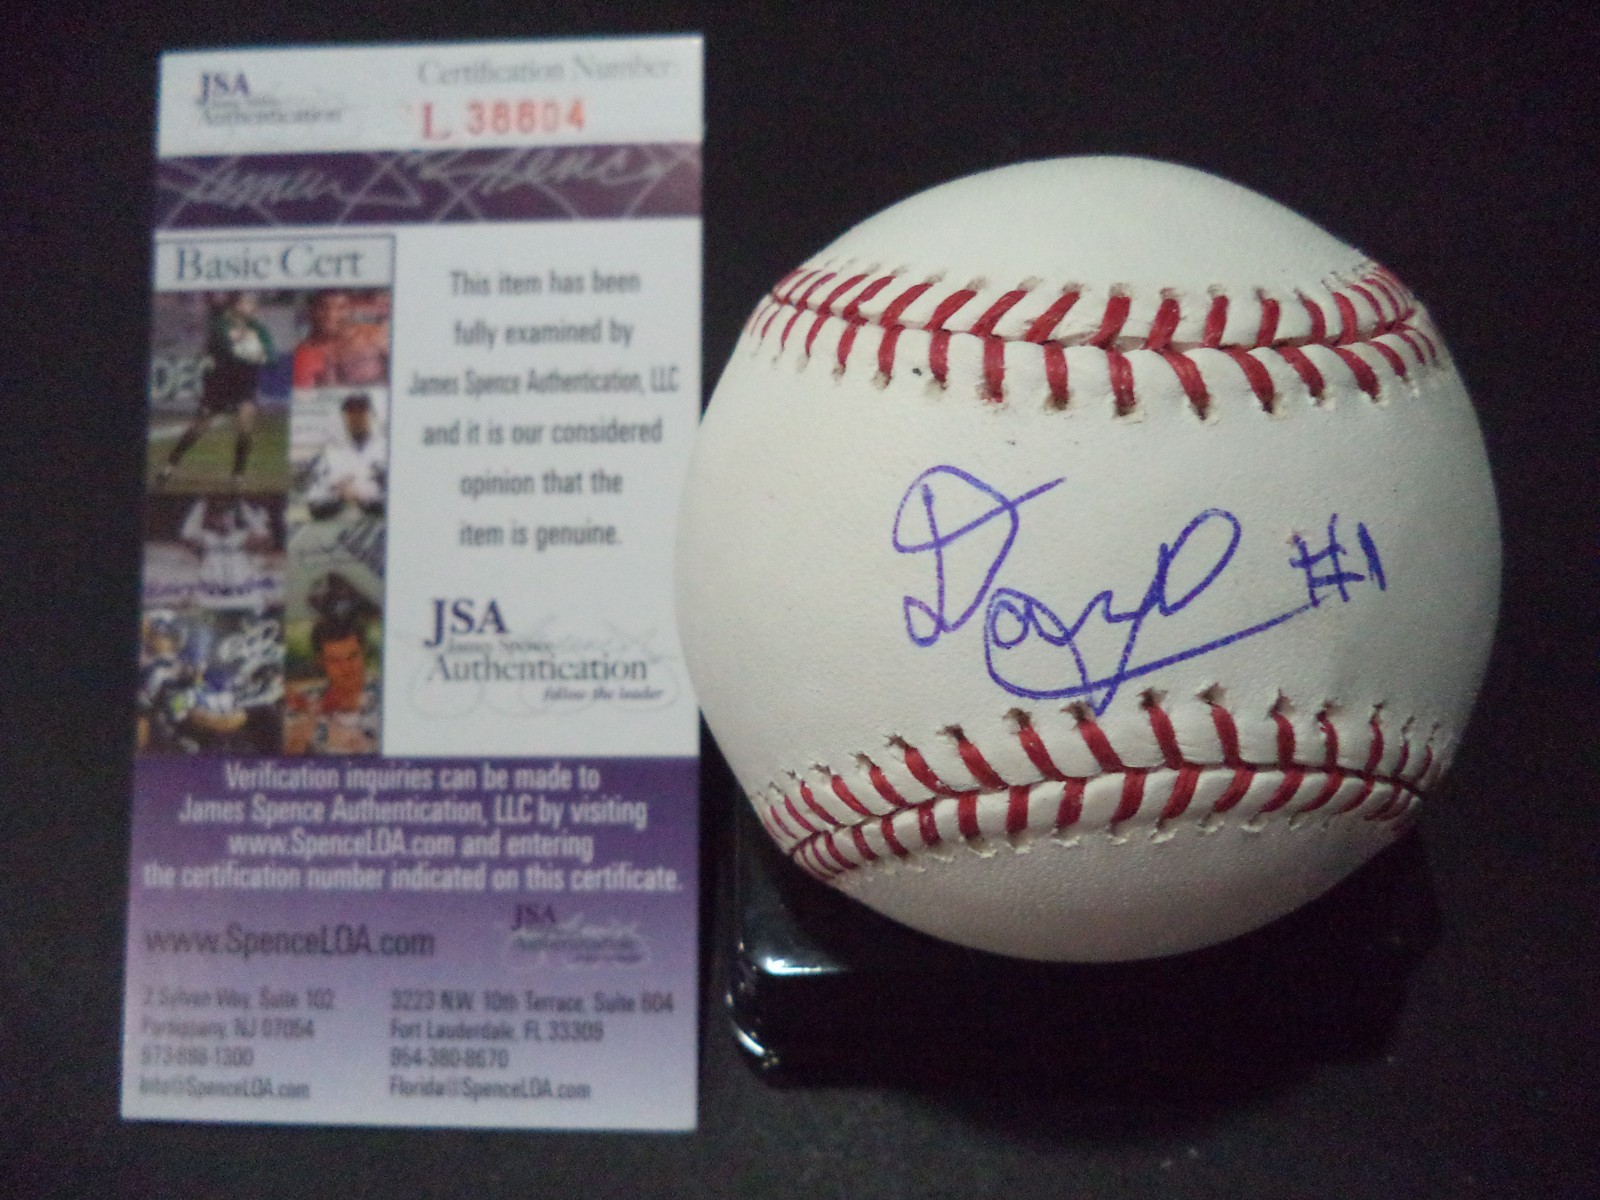 JSA
Authentication
Certification Number:
L 38804
Basic Cert
This item has been
fully examined by
James Spence Authentication, LLC
and it is our considered
opinion that the
item is genuine.
JSA
James Spence
Authentication
follow the leader
Verification inquiries can be made to
James Spence Authentication, LLC by visiting
www.SpenceLOA.com and entering
the certification number indicated on this certificate.
www.SpenceLOA.com
JSA
Authentication
2 Sylvan Way, Suite 102
Parsippany, NJ 07054
973-898-1300
info@SpenceLOA.com
3223 N.W. 10th Terrace, Suite 604
Fort Lauderdale, FL 33309
954-380-8670
Florida@SpenceLOA.com
#1